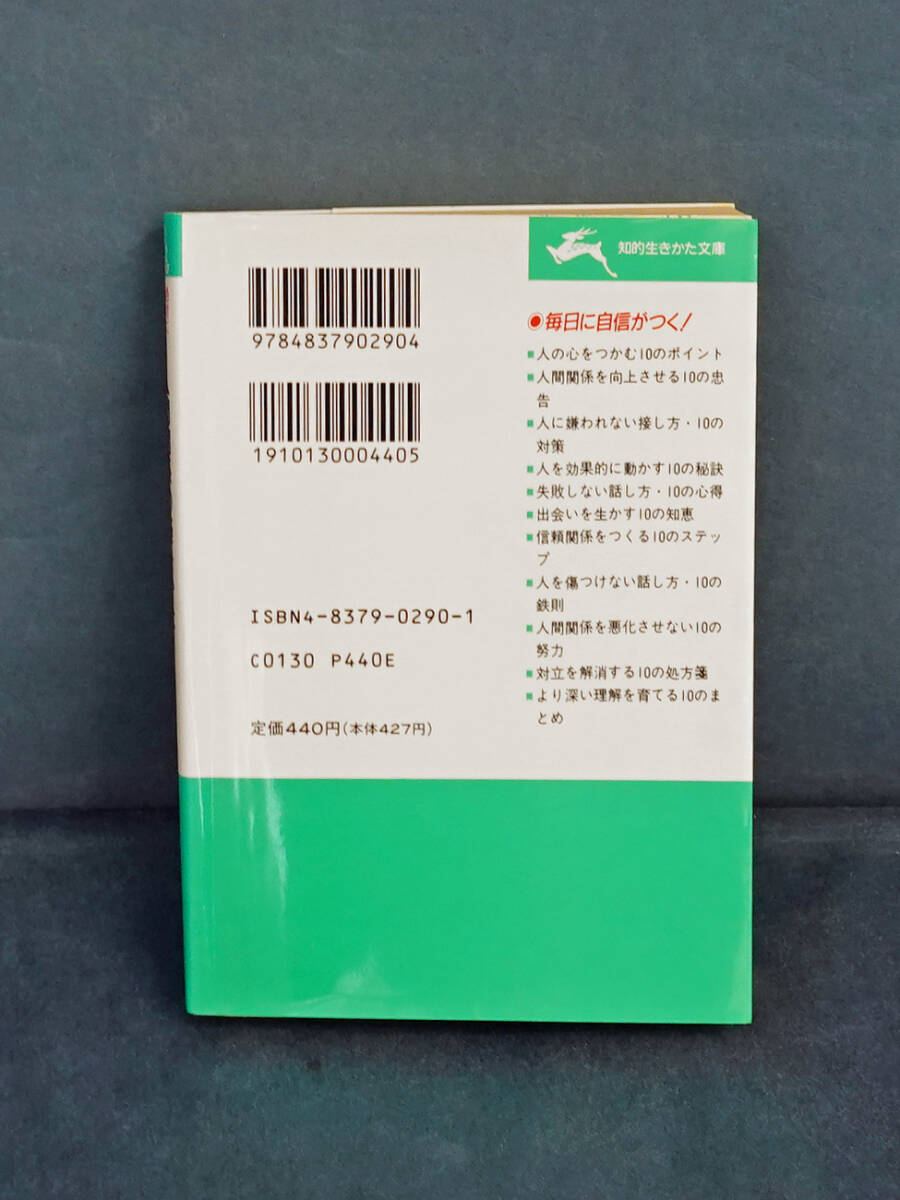 9784837902904
1910130004405
ISBN4-8379-0290-1
C0130 P440E
定価440円(本体427円)
知的生きかた文庫
●毎日に自信がつく!
■人の心をつかむ10のポイント
■人間関係を向上させる10の忠
告
■人に嫌われない接し方・10の
対策
■人を効果的に動かす10の秘訣
■失敗しない話し方・10の心得
■出会いを生かす10の知恵
■信頼関係をつくる10のステッ
プ
■人を傷つけない話し方・10の
鉄則
■人間関係を悪化させない10の
努力
■対立を解消する10の処方箋
■より深い理解を育てる10のま
とめ